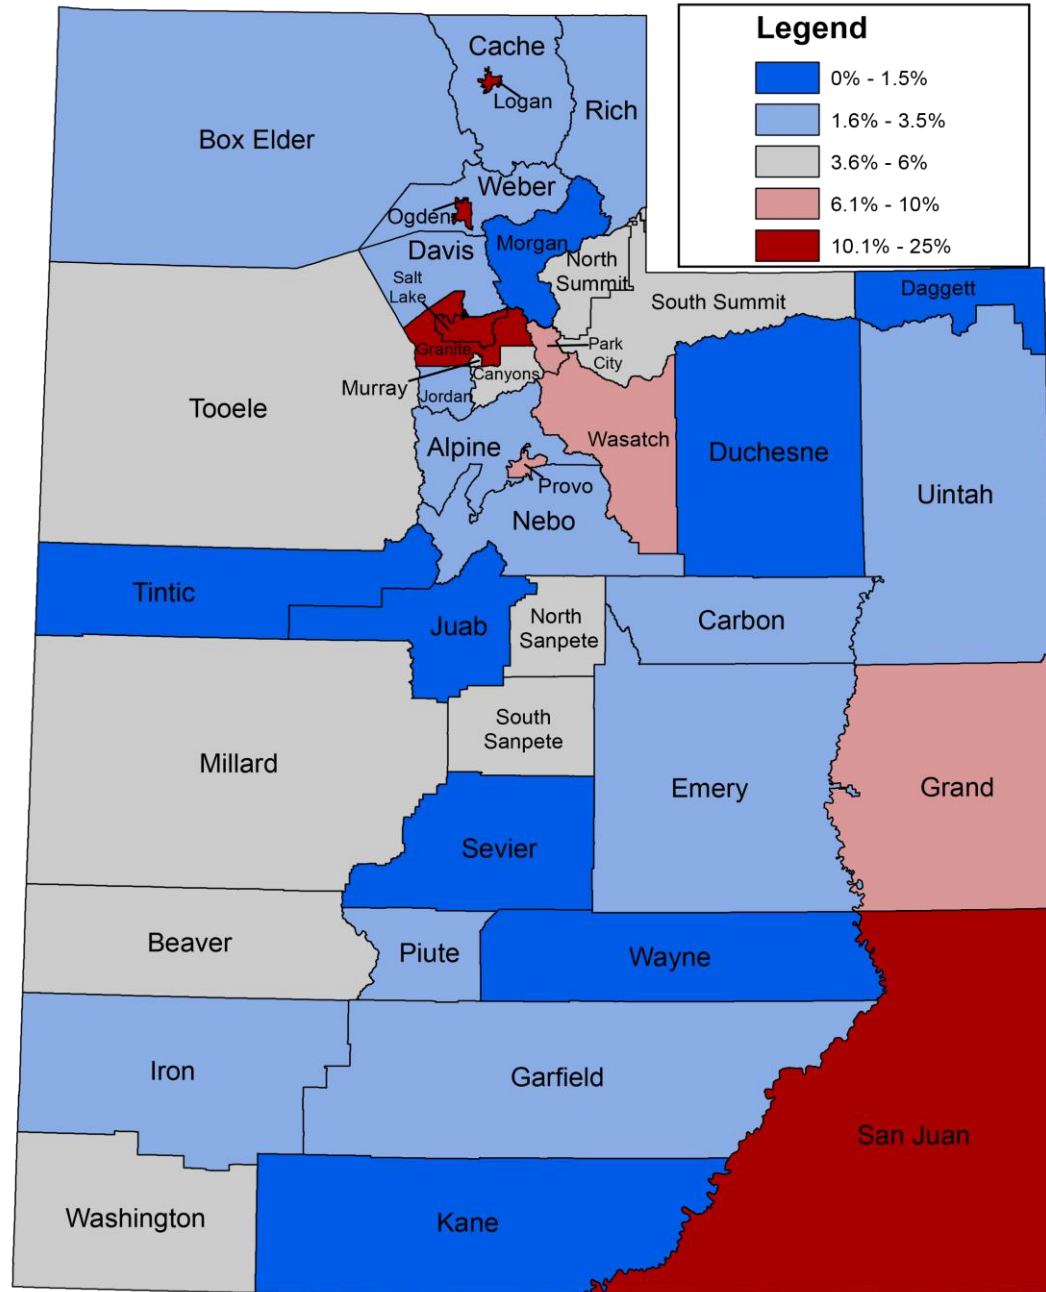 Legend
0% - 1.5%
1.6% - 3.5%
3.6% - 6%
6.1% - 10%
10.1% - 25%
Cache
Logan
Rich
Box Elder
Weber
Ogden
Morgan
Davis
North
Summit
Salt
Lake
South Summit
Daggett
Granite
Park
City
Murray
Canyons
Jordan
Tooele
Wasatch
Alpine
Duchesne
Provo
Uintah
Nebo
Tintic
North
Sanpete
Carbon
Juab
South
Sanpete
Millard
Emery
Grand
Sevier
Beaver
Piute
Wayne
Iron
Garfield
San Juan
Washington
Kane